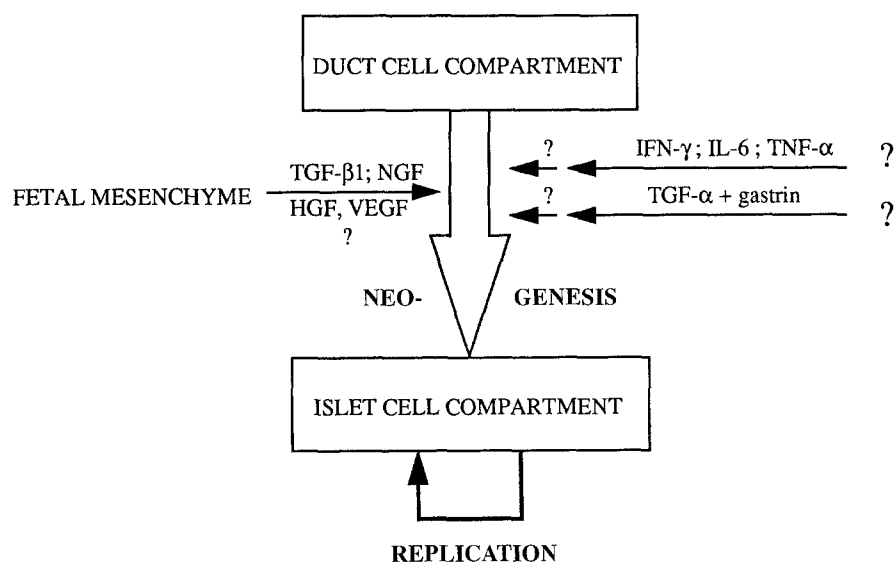 DUCT CELL COMPARTMENT
? IFN-γ ; IL-6 ; TNF-α ?
TGF-β1; NGF
FETAL MESENCHYME
HGF, VEGF
?
? TGF-α + gastrin ?
NEO- GENESIS
ISLET CELL COMPARTMENT
REPLICATION